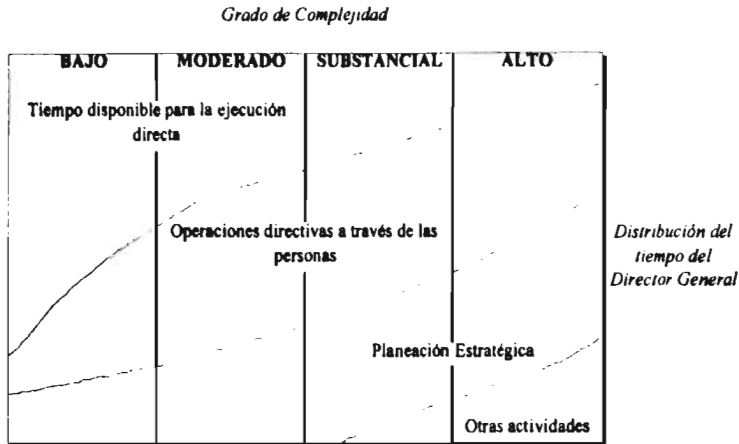 Grado de Complejidad
BAJO MODERADO SUBSTANCIAL ALTO
Tiempo disponible para la ejecución
directa
Operaciones directivas a través de las
personas
Distribución del
tiempo del
Director General
Planeación Estratégica
Otras actividades